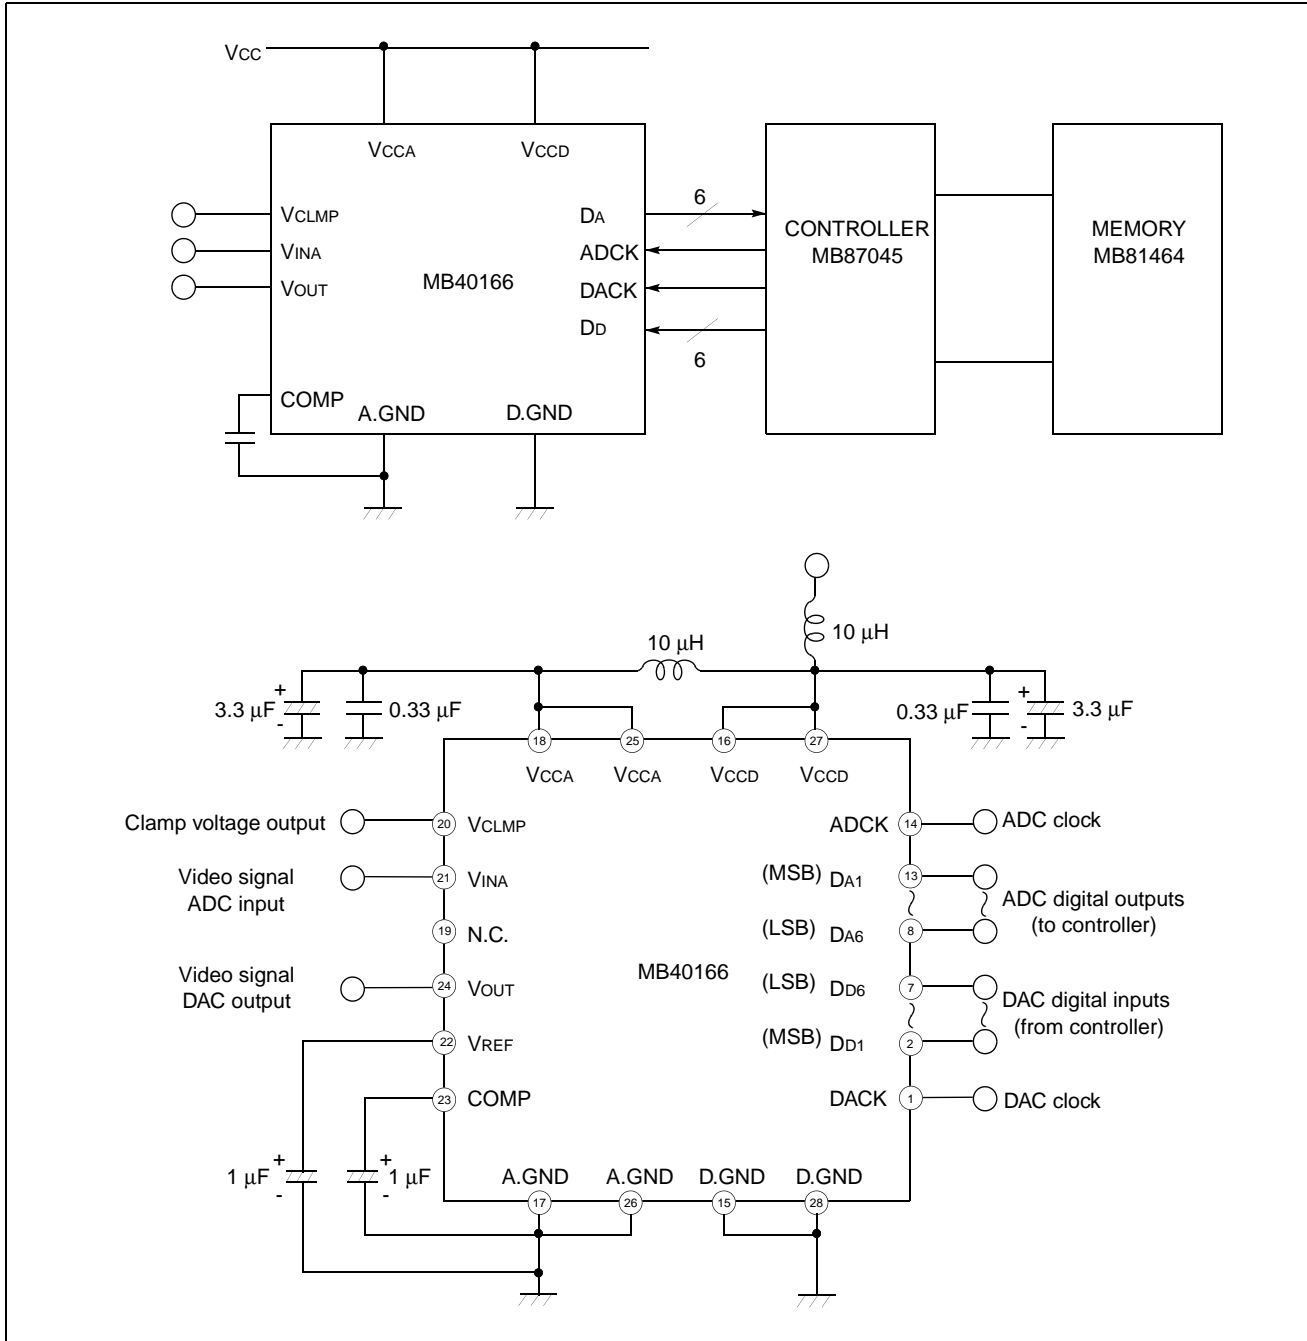 VCC
VCCA
VCCD
VCLMP
VINA
VOUT
MB40166
COMP
A.GND
D.GND
DA
ADCK
DACK
DD
6
6
CONTROLLER
MB87045
MEMORY
MB81464
10 μH
10 μH
+
3.3 μF
-
0.33 μF
0.33 μF
+
3.3 μF
-
18
25
16
27
VCCA
VCCA
VCCD
VCCD
Clamp voltage output
20
VCLMP
Video signal
ADC input
21
VINA
19
N.C.
Video signal
DAC output
24
VOUT
22
VREF
23
COMP
MB40166
ADCK
14
ADC clock
(MSB) DA1
13
(LSB) DA6
8
ADC digital outputs
(to controller)
(LSB) DD6
7
(MSB) DD1
2
DAC digital inputs
(from controller)
DACK
1
DAC clock
+
1 μF
-
+
1 μF
-
A.GND
A.GND
D.GND
D.GND
17
26
15
28